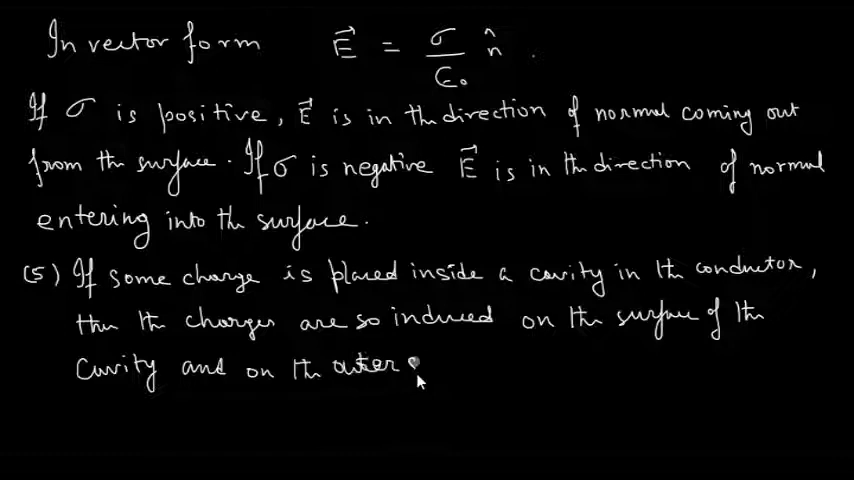 In vector form E⃗ = σ/ϵ₀ n̂ .
If σ is positive, E⃗ is in the direction of normal coming out
from the surface. If σ is negative E⃗ is in the direction of normal
entering into the surface.
(5) If some charge is placed inside a cavity in the conductor,
then the charges are so induced on the surface of the
cavity and on the outer